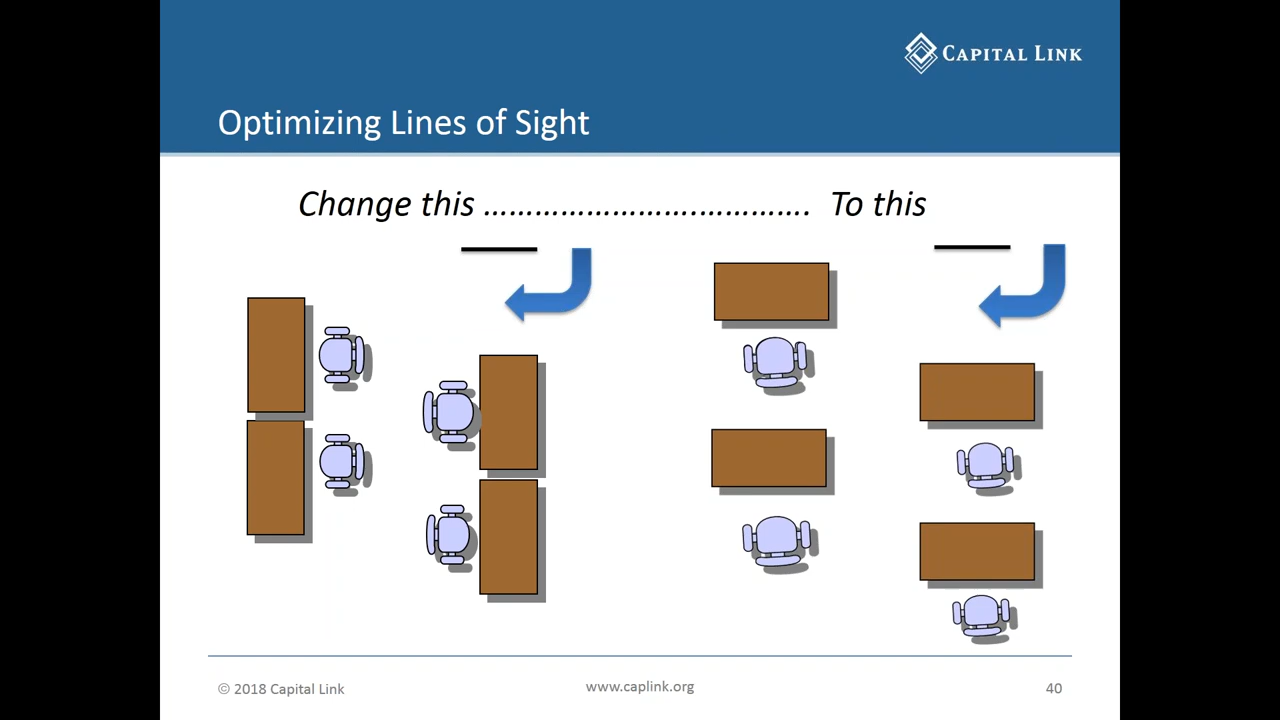 CAPITAL LINK
Optimizing Lines of Sight
Change this ……………………..…………. To this
© 2018 Capital Link
www.caplink.org
40